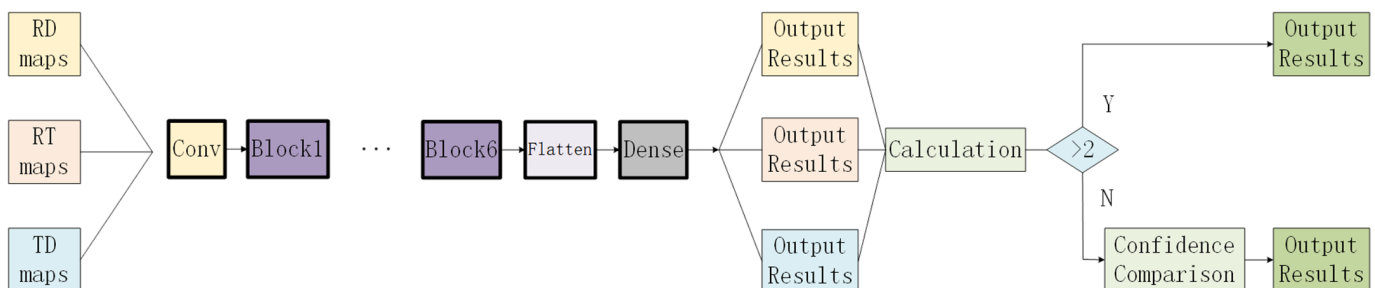 RD
maps
RT
maps
TD
maps
Conv
Block1
...
Block6
Flatten
Dense
Output
Results
Output
Results
Output
Results
Calculation
>2
Y
N
Output
Results
Confidence
Comparison
Output
Results